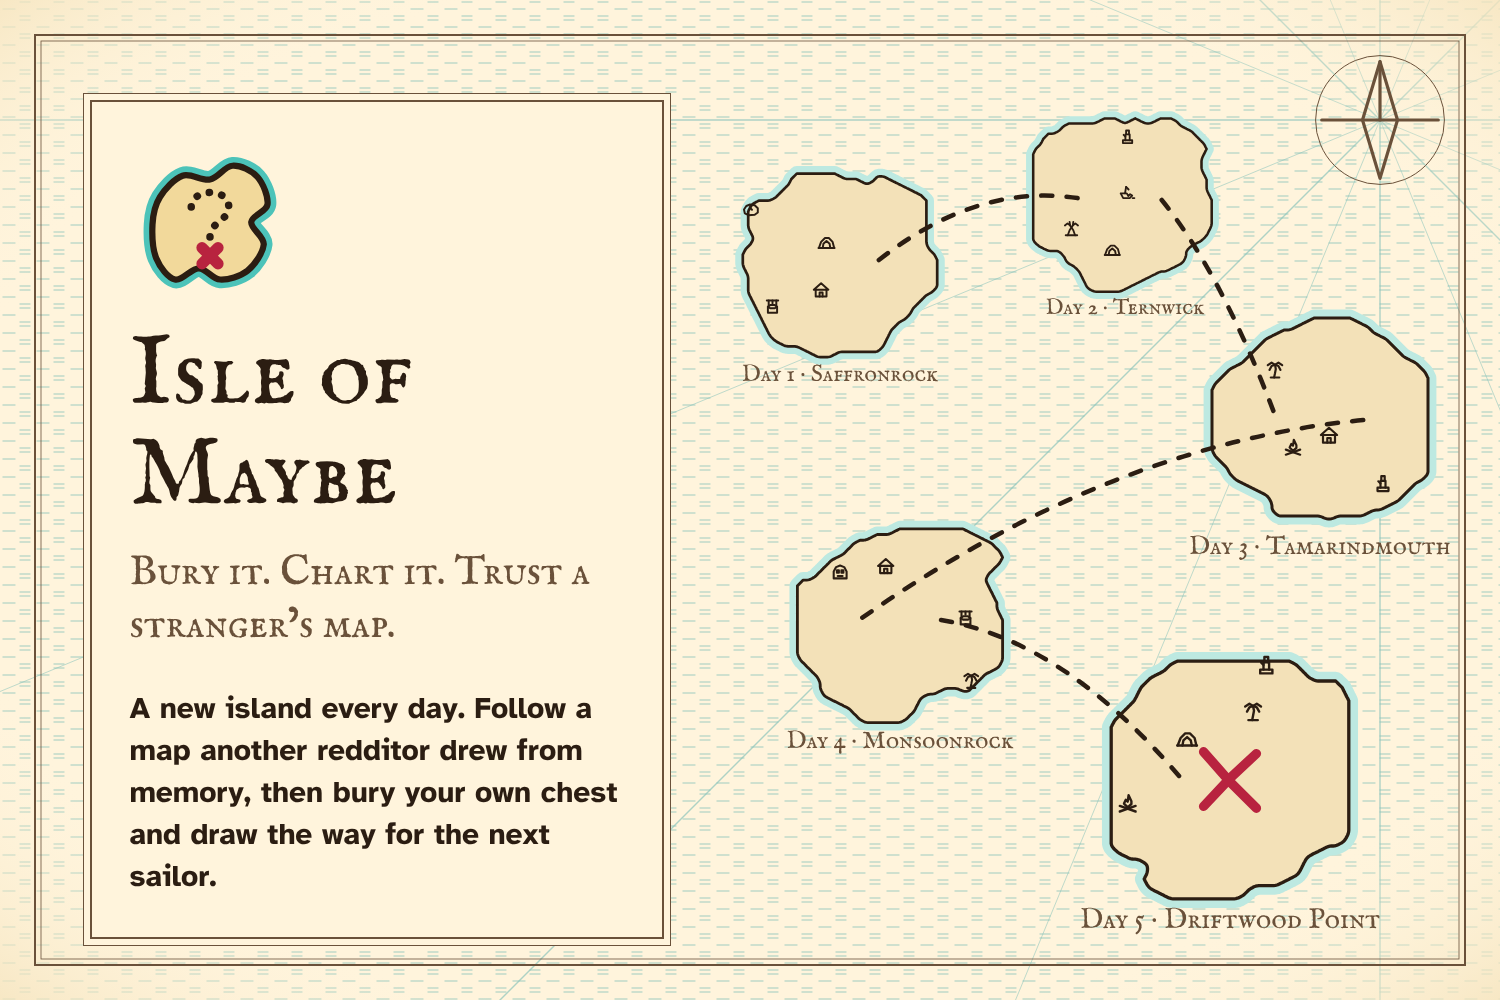 Isle of
Maybe
Bury it. Chart it. Trust a
stranger's map.
A new island every day. Follow a
map another redditor drew from
memory, then bury your own chest
and draw the way for the next
sailor.
Day 1 · Saffronrock
Day 2 · Ternwick
Day 3 · Tamarindmouth
Day 4 · Monsoonrock
Day 5 · Driftwood Point